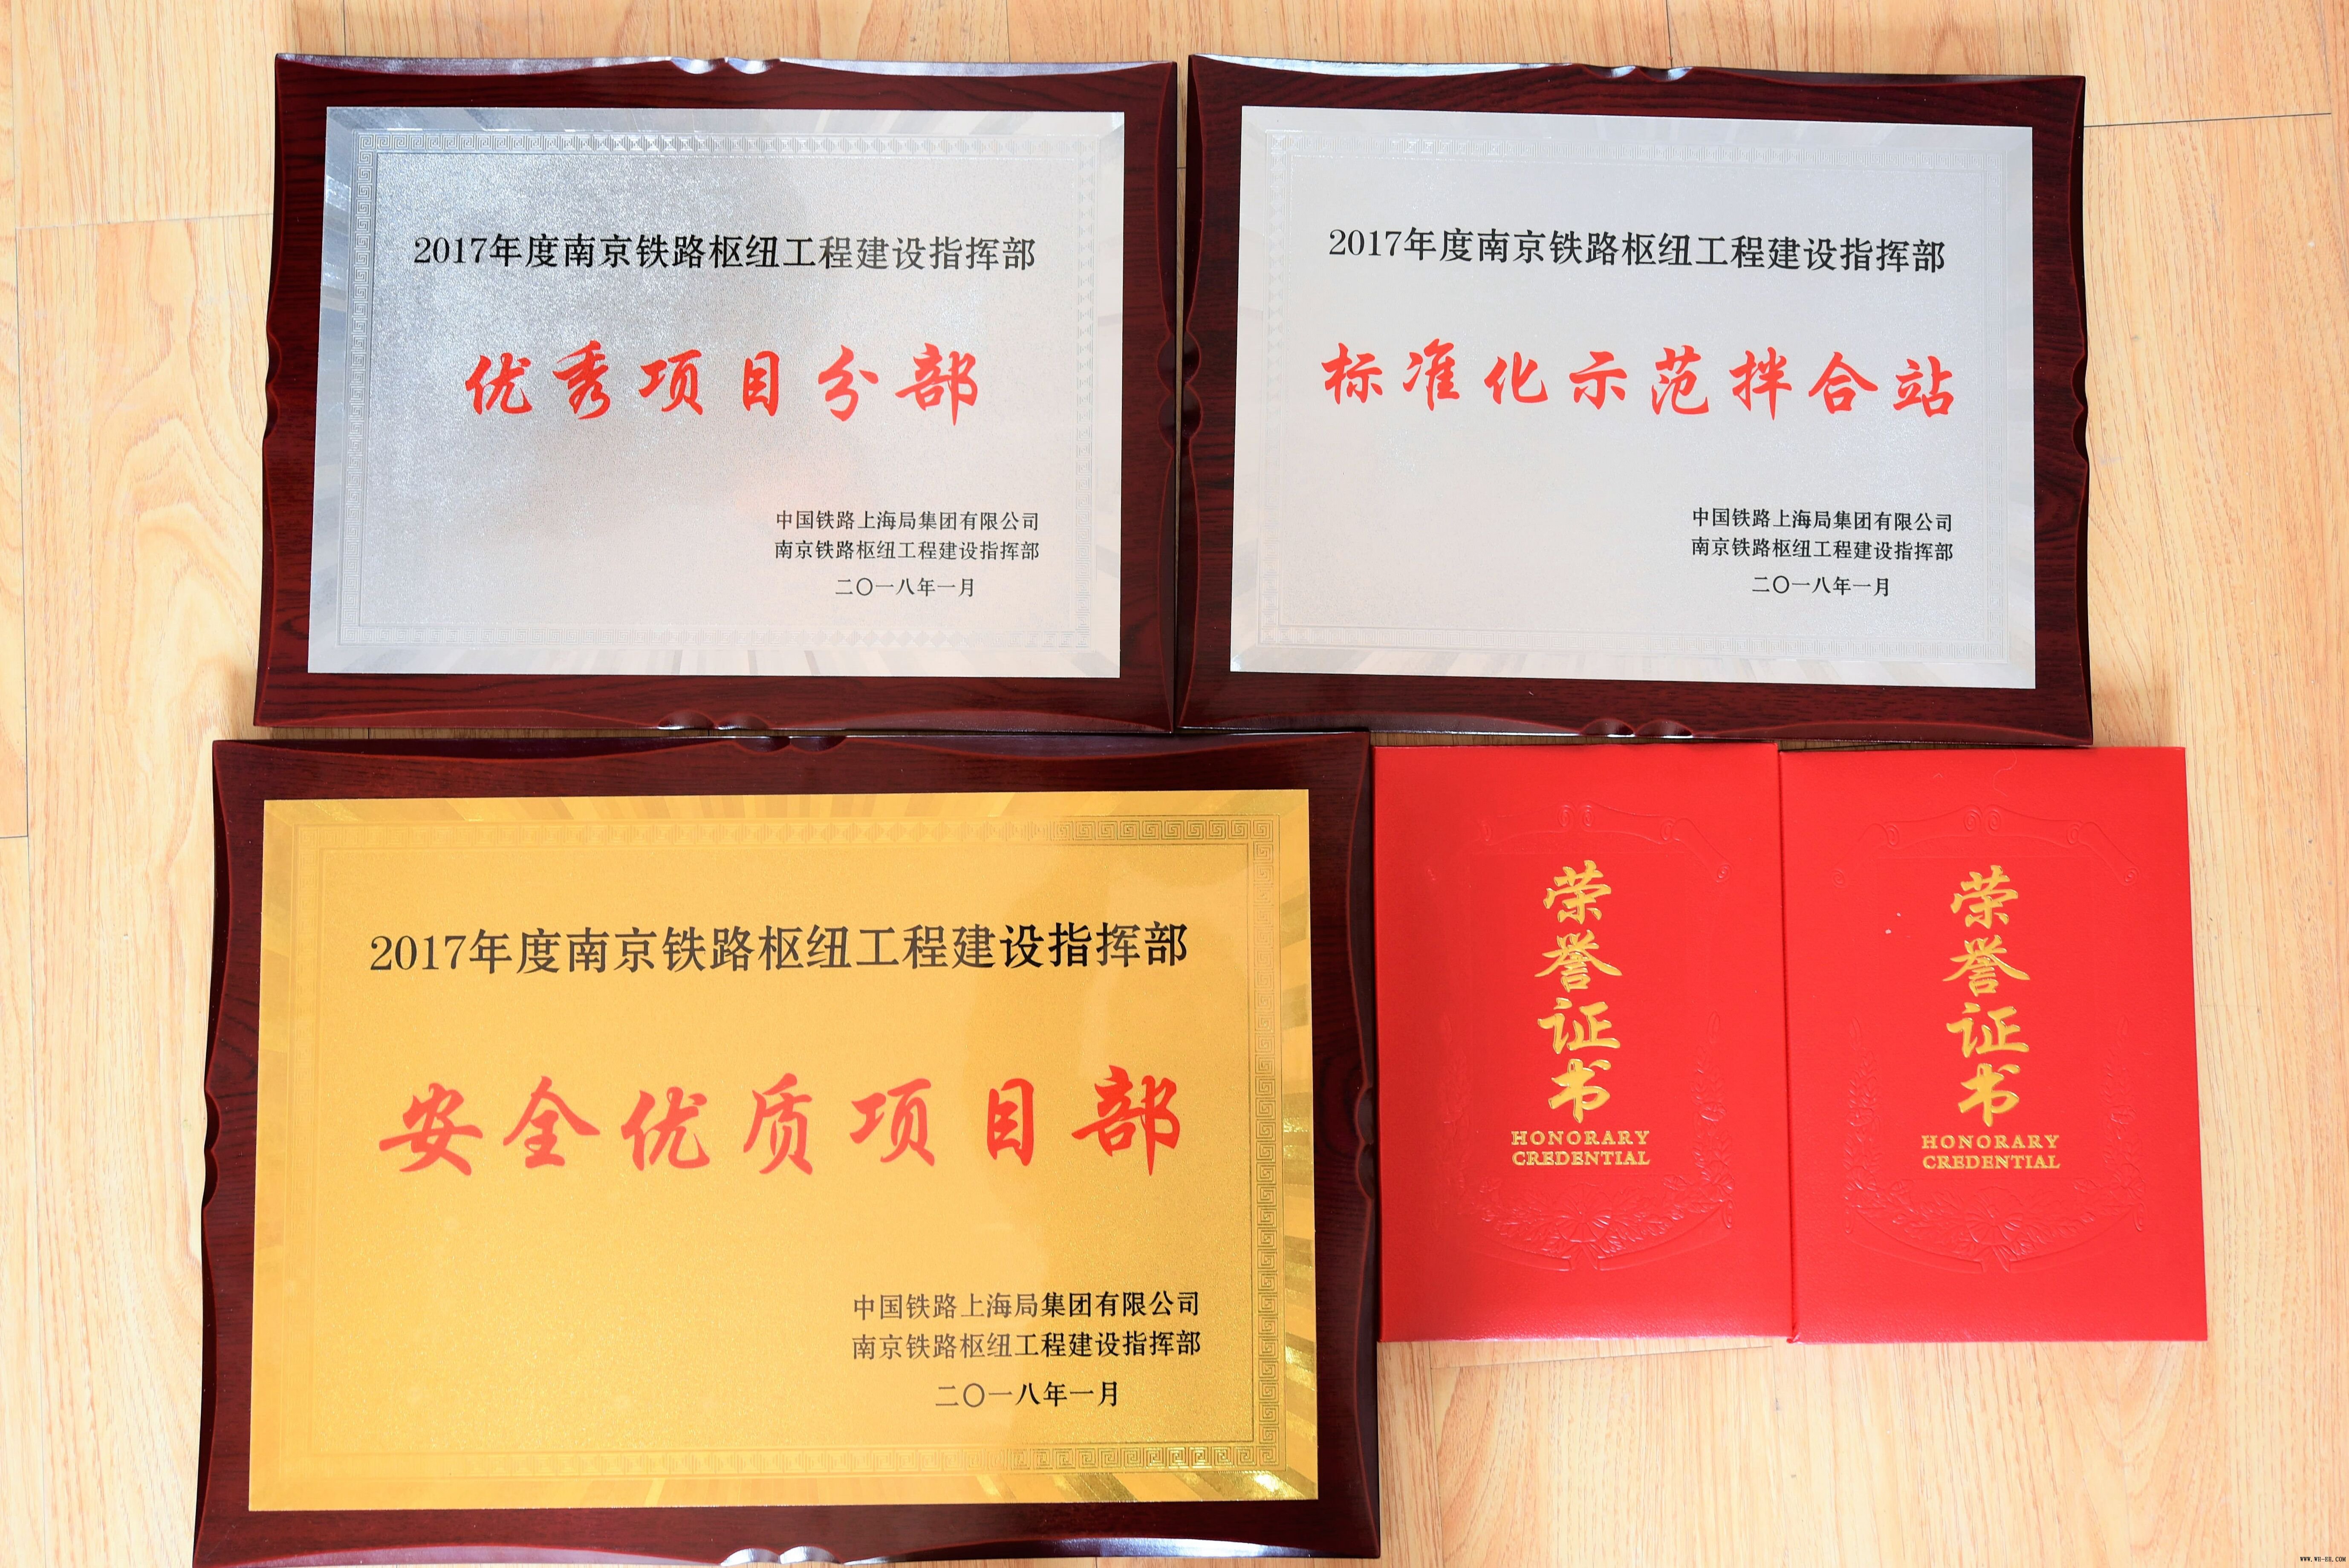 2017年度南京铁路枢纽工程建设指挥部
优秀项目分部
中国铁路上海局集团有限公司
南京铁路枢纽工程建设指挥部
二〇一八年一月
2017年度南京铁路枢纽工程建设指挥部
标准化示范拌合站
中国铁路上海局集团有限公司
南京铁路枢纽工程建设指挥部
二〇一八年一月
2017年度南京铁路枢纽工程建设指挥部
安全优质项目部
中国铁路上海局集团有限公司
南京铁路枢纽工程建设指挥部
二〇一八年一月
荣誉证书
HONORARY
CREDENTIAL
荣誉证书
HONORARY
CREDENTIAL